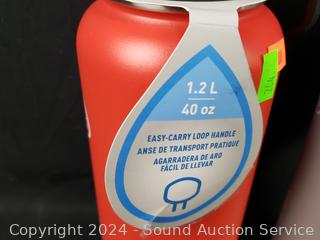 1.2 L
40 oz
EASY-CARRY LOOP HANDLE
ANSE DE TRANSPORT PRATIQUE
AGARRADERA DE ARO
FÁCIL DE LLEVAR
Copyright 2024 - Sound Auction Service